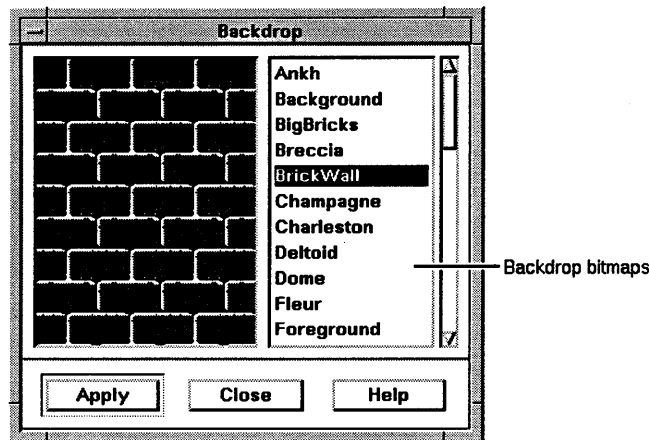 Backdrop
Ankh
Background
BigBricks
Breccia
BrickWall
Champagne
Charleston
Deltoid
Dome
Fleur
Foreground
Backdrop bitmaps
Apply
Close
Help